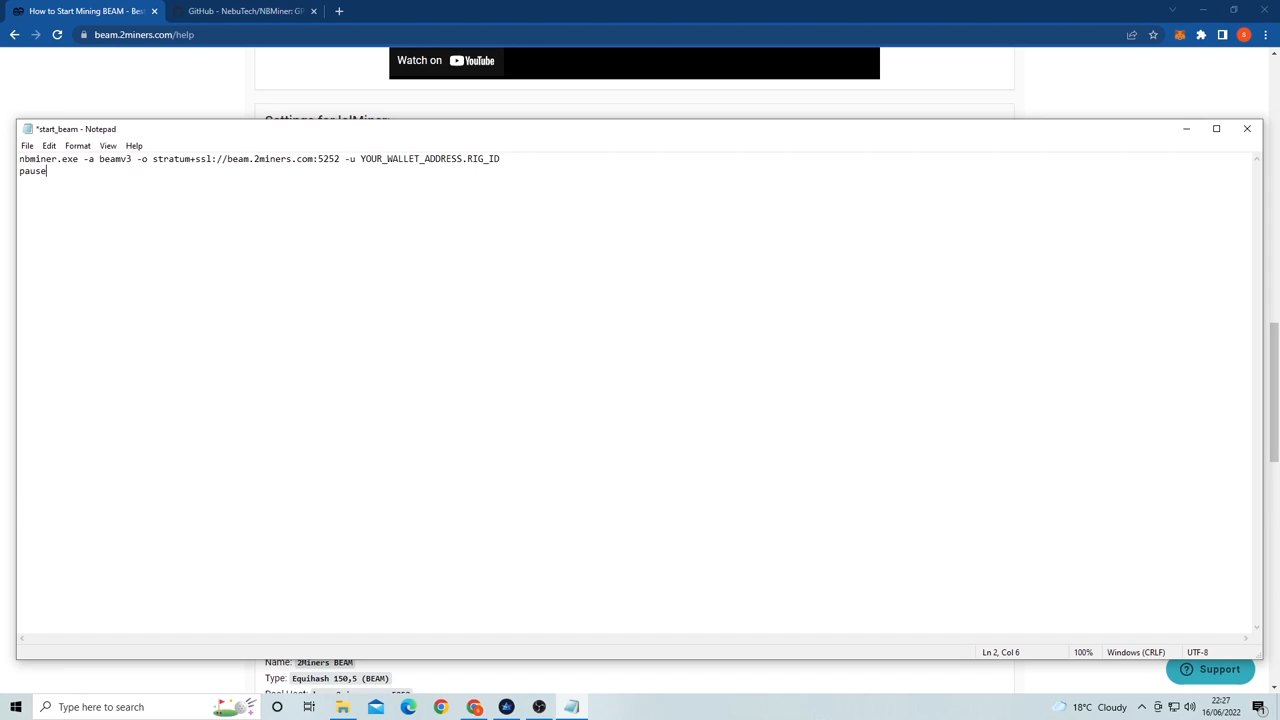 How to Start Mining BEAM - Bes
GitHub - NebuTech/NBMiner: G
beam.2miners.com/help
S
Watch on YouTube
*start_beam - Notepad
File Edit Format View Help
nbminer.exe -a beamv3 -o stratum+ssl://beam.2miners.com:5252 -u YOUR_WALLET_ADDRESS.RIG_ID
pause
Ln 2, Col 6 100% Windows (CRLF) UTF-8
Name: 2Miners BEAM
Type: Equihash 150,5 (BEAM)
Support
Type here to search
18°C Cloudy
22:27
16/06/2022